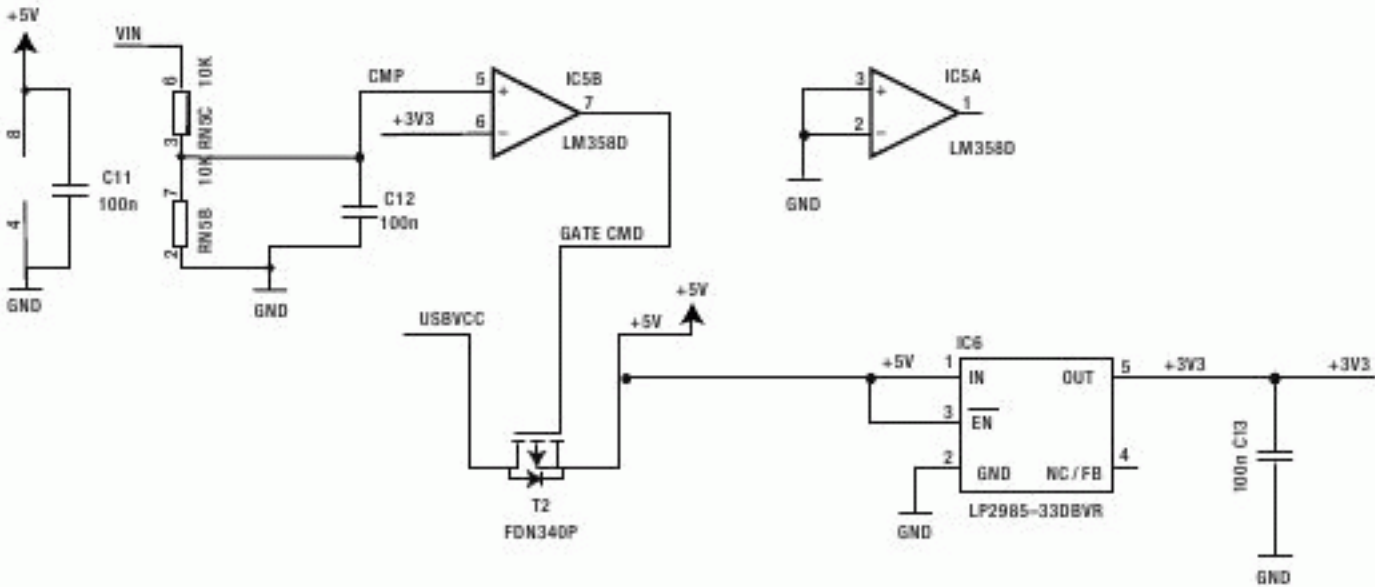 +5V
VIN
8
4
C11
100n
GND
6
10K
3
RN5C
10K
7
RN5B
2
GND
CMP
+3V3
5
+
6
-
7
IC5B
LM358D
C12
100n
GATE CMD
3
+
2
-
1
IC5A
LM358D
GND
USBVCC
+5V
+5V
T2
FDN340P
+5V
IC6
1
IN
OUT
5
+3V3
+3V3
3
EN
2
GND
NC/FB
4
GND
LP2985-33DBVR
100n C13
GND